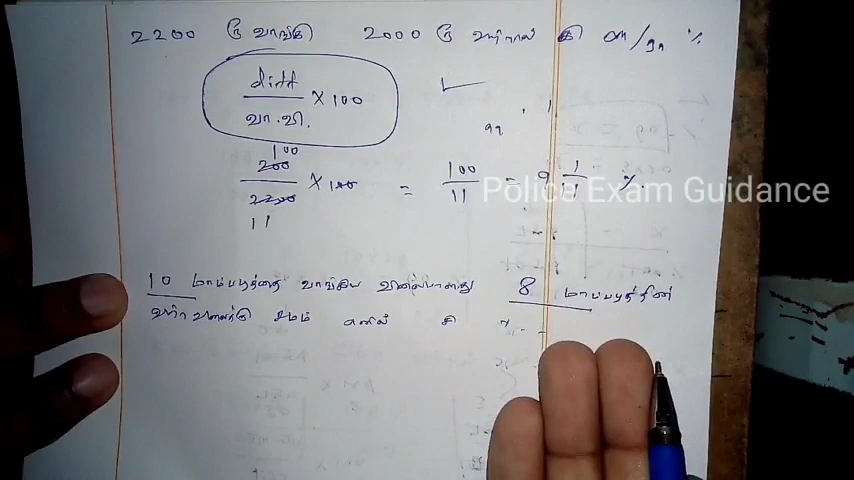 2200 ரூ வாங்கி 2000 ரூ விற்றால் %
diff
வா.வி. × 100
100
200
2200 × 100 = 100/11 = 9 1/11 %
11
Police Exam Guidance
10 மாம்பழத்தை வாங்கிய விலையானது 8 மாம்பழத்தின்
விற்ற விலைக்கு சமம் எனில் %